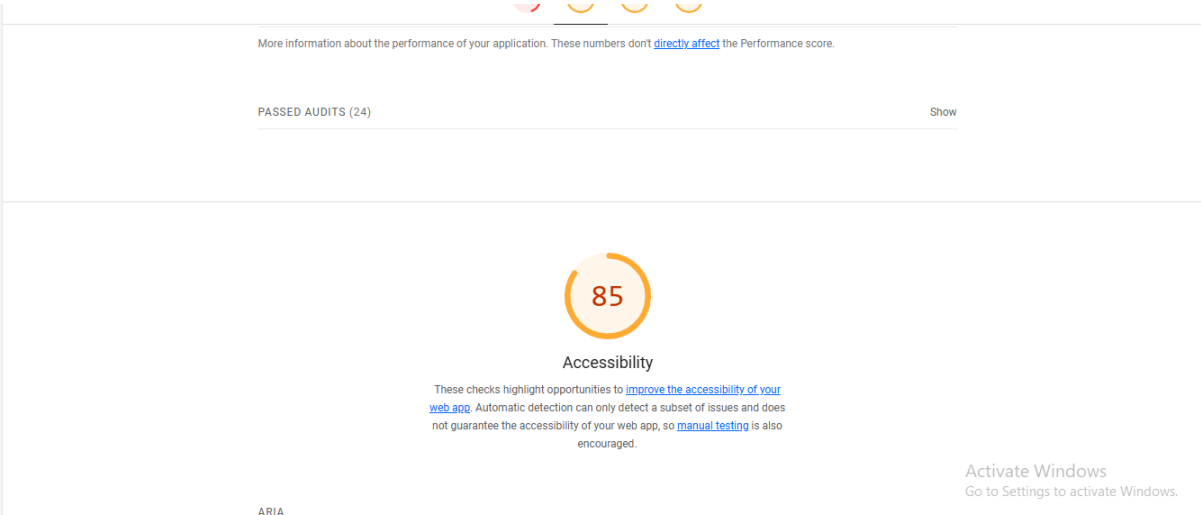 More information about the performance of your application. These numbers don't directly affect the Performance score.
PASSED AUDITS (24)
Show
85
Accessibility
These checks highlight opportunities to improve the accessibility of your
web app. Automatic detection can only detect a subset of issues and does
not guarantee the accessibility of your web app, so manual testing is also
encouraged.
Activate Windows
Go to Settings to activate Windows.
ARIA